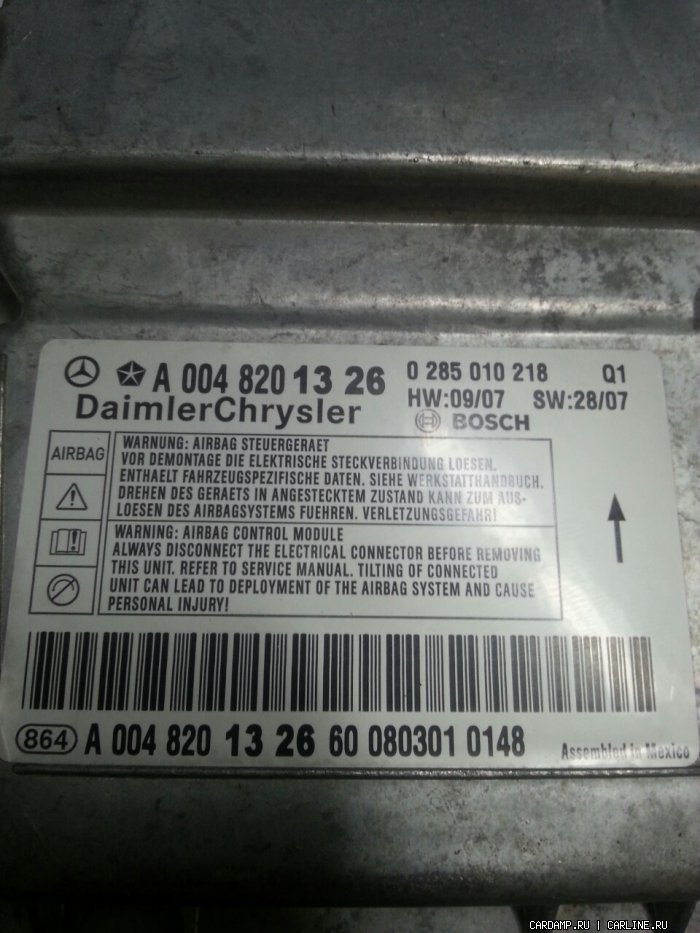 A 004 820 13 26
0 285 010 218 Q1
DaimlerChrysler
HW:09/07 SW:28/07
BOSCH
AIRBAG
WARNUNG: AIRBAG STEUERGERAET
VOR DEMONTAGE DIE ELEKTRISCHE STECKVERBINDUNG LOESEN.
ENTHAELT FAHRZEUGSPEZIFISCHE DATEN. SIEHE WERKSTATTHANDBUCH.
DREHEN DES GERAETS IN ANGESTECKTEM ZUSTAND KANN ZUM AUS-
LOESEN DES AIRBAGSYSTEMS FUEHREN. VERLETZUNGSGEFAHR!
WARNING: AIRBAG CONTROL MODULE
ALWAYS DISCONNECT THE ELECTRICAL CONNECTOR BEFORE REMOVING
THIS UNIT. REFER TO SERVICE MANUAL. TILTING OF CONNECTED
UNIT CAN LEAD TO DEPLOYMENT OF THE AIRBAG SYSTEM AND CAUSE
PERSONAL INJURY!
864 A 004 820 13 26 60 080301 0148
Assembled in Mexico
CARDAMP.RU | CARLINE.RU